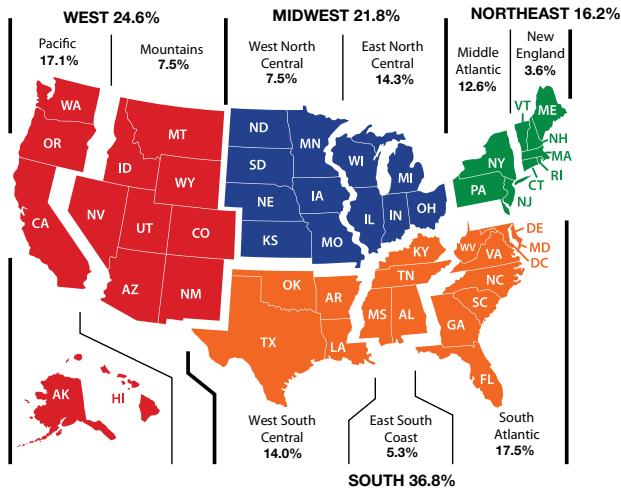 WEST 24.6%
MIDWEST 21.8%
NORTHEAST 16.2%
Pacific
17.1%
Mountains
7.5%
West North
Central
7.5%
East North
Central
14.3%
Middle
Atlantic
12.6%
New
England
3.6%
WA
OR
CA
MT
ID
WY
NV
UT
CO
AZ
NM
AK
HI
ND
SD
NE
KS
MN
IA
MO
WI
IL
MI
IN
OH
VT
ME
NH
MA
RI
CT
NJ
NY
PA
OK
TX
AR
LA
KY
TN
MS
AL
WV
VA
DE
MD
DC
NC
SC
GA
FL
West South
Central
14.0%
East South
Coast
5.3%
South
Atlantic
17.5%
SOUTH 36.8%